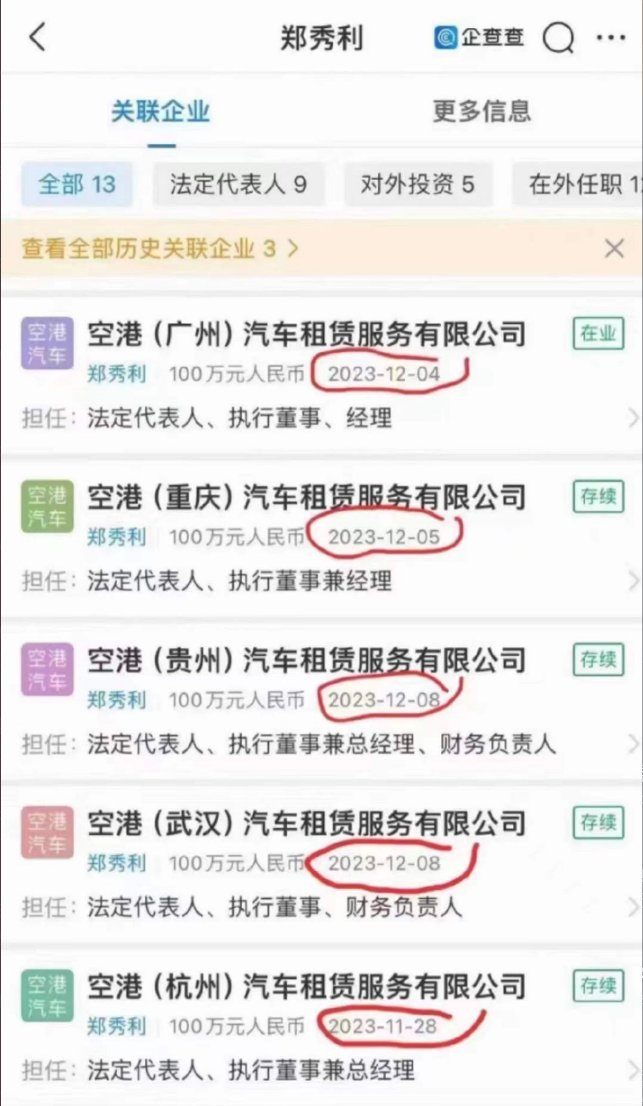 郑秀利
企查查
关联企业
更多信息
全部 13
法定代表人 9
对外投资 5
在外任职 1
查看全部历史关联企业 3 >
空港汽车
空港（广州）汽车租赁服务有限公司
在业
郑秀利 100万元人民币 2023-12-04
担任：法定代表人、执行董事、经理
空港汽车
空港（重庆）汽车租赁服务有限公司
存续
郑秀利 100万元人民币 2023-12-05
担任：法定代表人、执行董事兼经理
空港汽车
空港（贵州）汽车租赁服务有限公司
存续
郑秀利 100万元人民币 2023-12-08
担任：法定代表人、执行董事兼总经理、财务负责人
空港汽车
空港（武汉）汽车租赁服务有限公司
存续
郑秀利 100万元人民币 2023-12-08
担任：法定代表人、执行董事、财务负责人
空港汽车
空港（杭州）汽车租赁服务有限公司
存续
郑秀利 100万元人民币 2023-11-28
担任：法定代表人、执行董事兼总经理